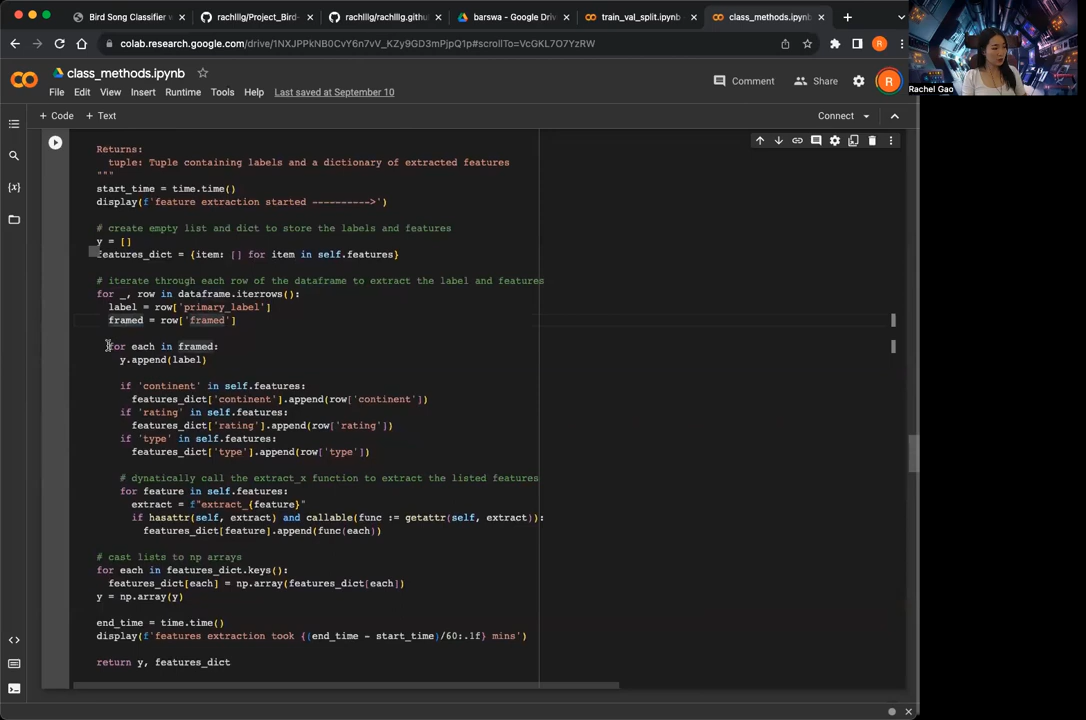 Bird Song Classifier w
rachlllg/Project_Bird-
rachlllg/rachlllg.github
barswa - Google Driv
train_val_split.ipynb
class_methods.ipynb
colab.research.google.com/drive/1NXJPPkNB0CvY6n7vV_KZy9GD3mPjpQ1p#scrollTo=VcGKL7O7YzRW
R
class_methods.ipynb
Comment
Share
R
Rachel Gao
File Edit View Insert Runtime Tools Help Last saved at September 10
+ Code + Text
Connect
Returns:
tuple: Tuple containing labels and a dictionary of extracted features
"""
start_time = time.time()
display(f'feature extraction started ---------->')
# create empty list and dict to store the labels and features
y = []
features_dict = {item: [] for item in self.features}
# iterate through each row of the dataframe to extract the label and features
for _, row in dataframe.iterrows():
label = row['primary_label']
framed = row['framed']
for each in framed:
y.append(label)
if 'continent' in self.features:
features_dict['continent'].append(row['continent'])
if 'rating' in self.features:
features_dict['rating'].append(row['rating'])
if 'type' in self.features:
features_dict['type'].append(row['type'])
# dynatically call the extract_x function to extract the listed features
for feature in self.features:
extract = f"extract_{feature}"
if hasattr(self, extract) and callable(func := getattr(self, extract)):
features_dict[feature].append(func(each))
# cast lists to np arrays
for each in features_dict.keys():
features_dict[each] = np.array(features_dict[each])
y = np.array(y)
end_time = time.time()
display(f'features extraction took {(end_time - start_time)/60:.1f} mins')
return y, features_dict